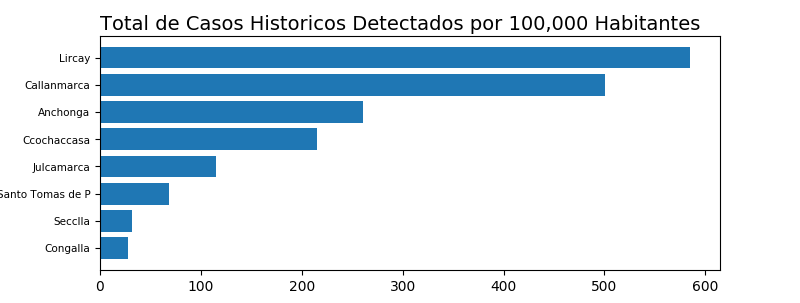 Total de Casos Historicos Detectados por 100,000 Habitantes
Lircay
Callanmarca
Anchonga
Ccochaccasa
Julcamarca
Santo Tomas de P
Secclla
Congalla
0 100 200 300 400 500 600